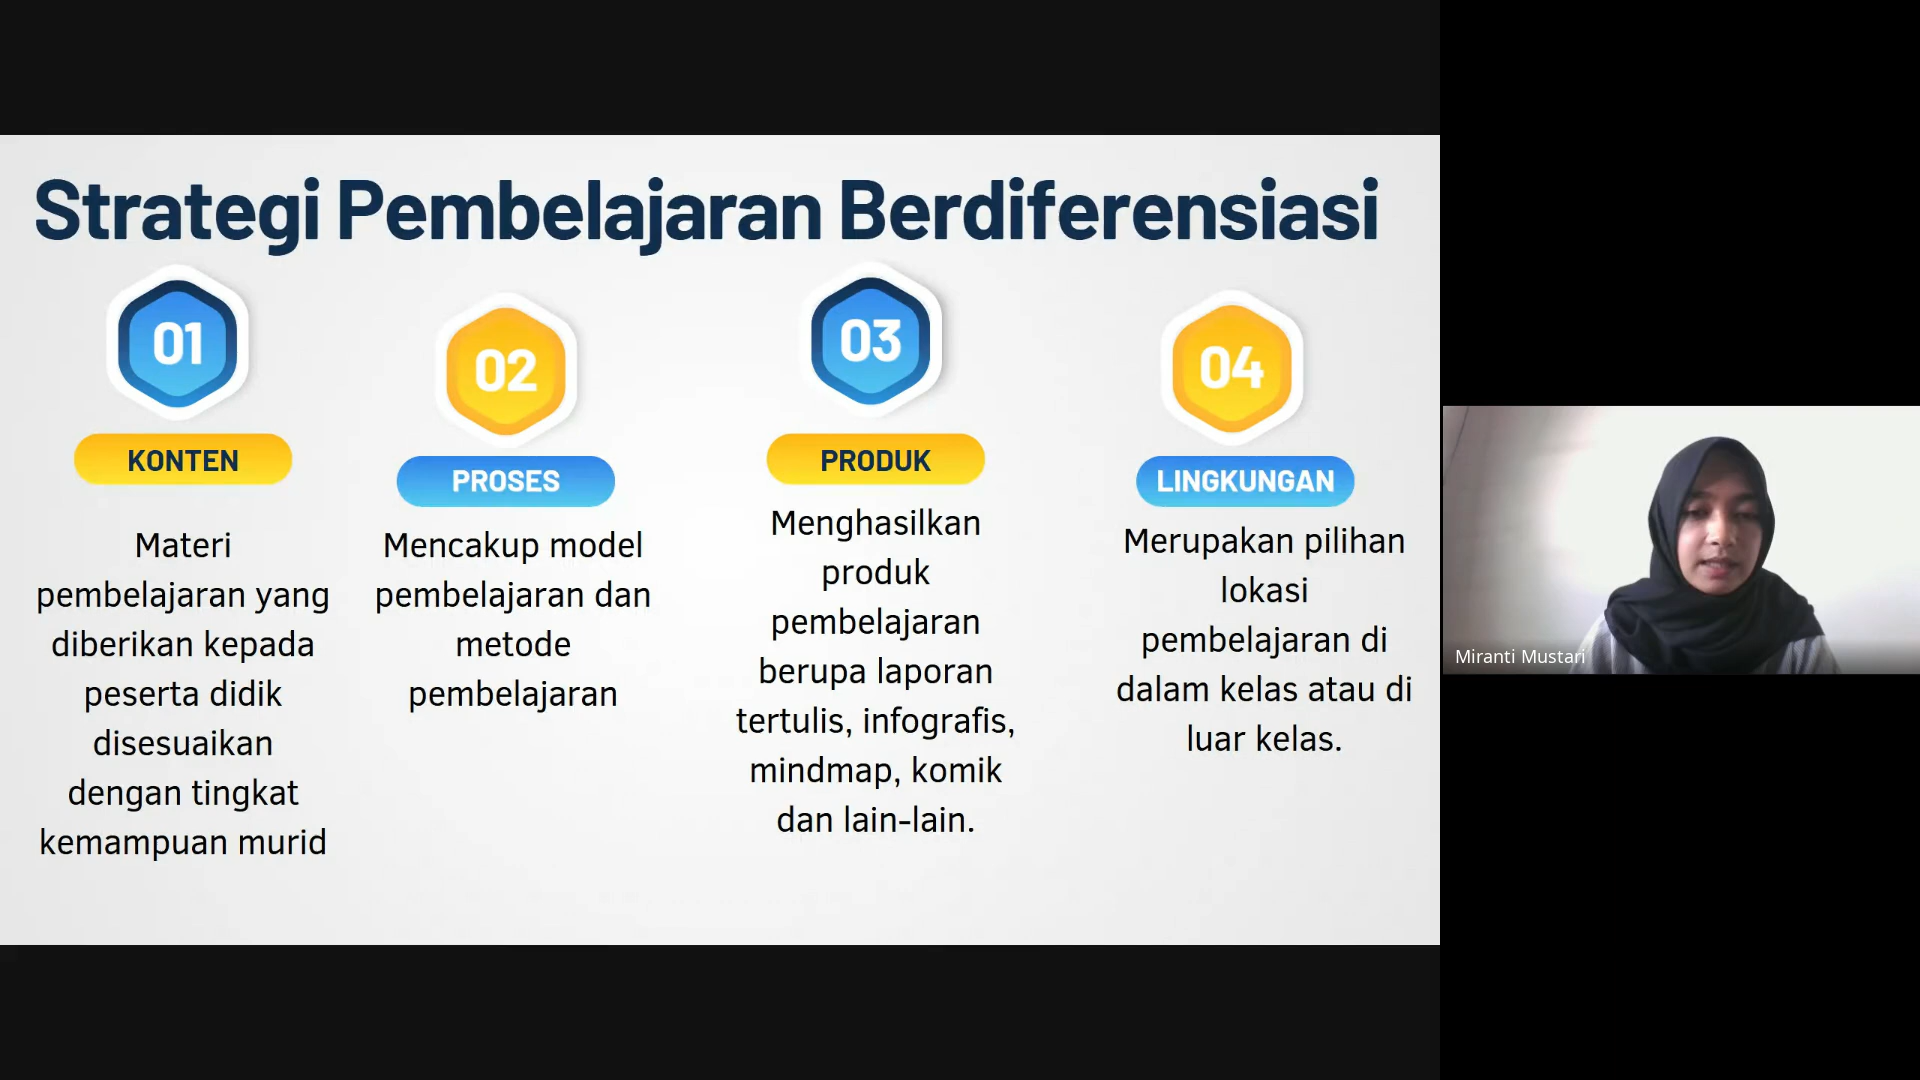 Strategi Pembelajaran Berdiferensiasi
01
KONTEN
Materi
pembelajaran yang
diberikan kepada
peserta didik
disesuaikan
dengan tingkat
kemampuan murid
02
PROSES
Mencakup model
pembelajaran dan
metode
pembelajaran
03
PRODUK
Menghasilkan
produk
pembelajaran
berupa laporan
tertulis, infografis,
mindmap, komik
dan lain-lain.
04
LINGKUNGAN
Merupakan pilihan
lokasi
pembelajaran di
dalam kelas atau di
luar kelas.
Miranti Mustari